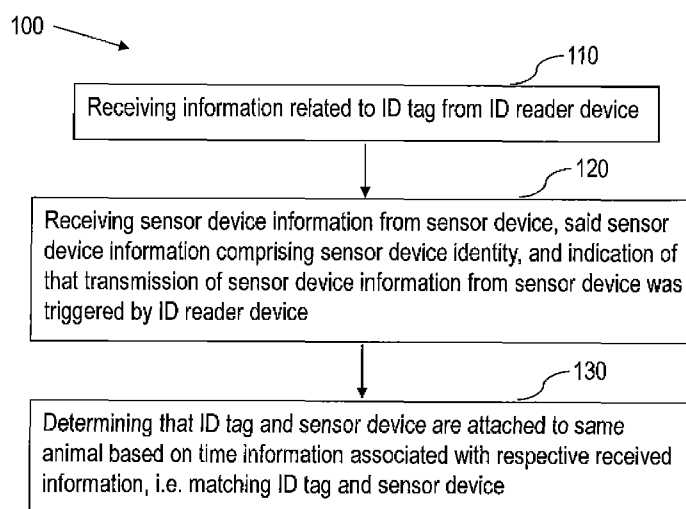 100
110
Receiving information related to ID tag from ID reader device
120
Receiving sensor device information from sensor device, said sensor
device information comprising sensor device identity, and indication of
that transmission of sensor device information from sensor device was
triggered by ID reader device
130
Determining that ID tag and sensor device are attached to same
animal based on time information associated with respective received
information, i.e. matching ID tag and sensor device